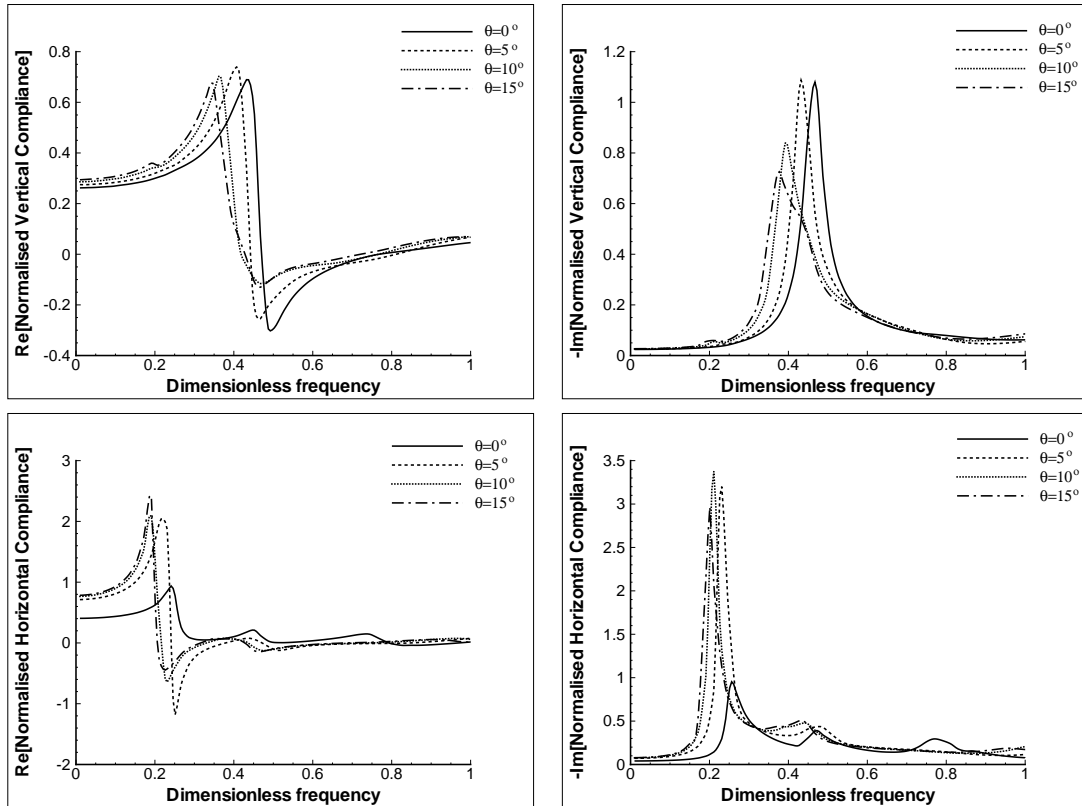 Re[Normalised Vertical Compliance]
0.8
0.6
0.4
0.2
0
-0.2
-0.4
0 0.2 0.4 0.6 0.8 1
Dimensionless frequency
θ=0°
θ=5°
θ=10°
θ=15°
-Im[Normalised Vertical Compliance]
1.2
1
0.8
0.6
0.4
0.2
0
0 0.2 0.4 0.6 0.8 1
Dimensionless frequency
θ=0°
θ=5°
θ=10°
θ=15°
Re[Normalised Horizontal Compliance]
3
2
1
0
-1
-2
0 0.2 0.4 0.6 0.8 1
Dimensionless frequency
θ=0°
θ=5°
θ=10°
θ=15°
-Im[Normalised Horizontal Compliance]
3.5
3
2.5
2
1.5
1
0.5
0
0 0.2 0.4 0.6 0.8 1
Dimensionless frequency
θ=0°
θ=5°
θ=10°
θ=15°